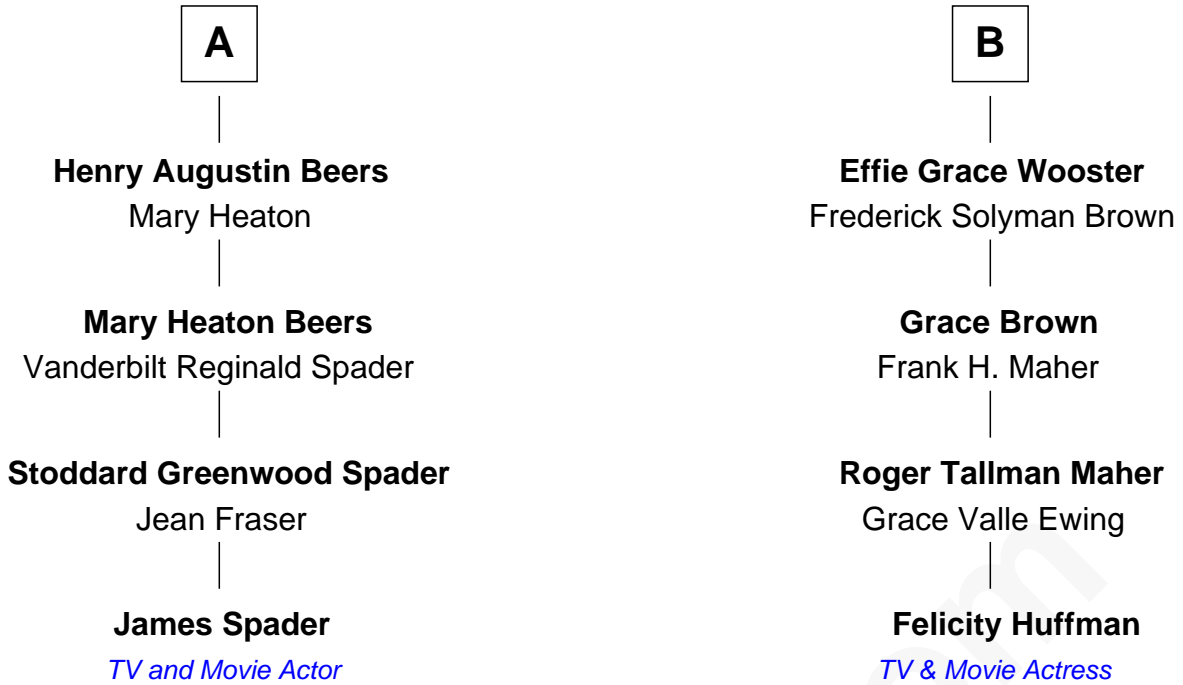 A
Henry Augustin Beers
Mary Heaton
Mary Heaton Beers
Vanderbilt Reginald Spader
Stoddard Greenwood Spader
Jean Fraser
James Spader
TV and Movie Actor
B
Effie Grace Wooster
Frederick Solyman Brown
Grace Brown
Frank H. Maher
Roger Tallman Maher
Grace Valle Ewing
Felicity Huffman
TV & Movie Actress